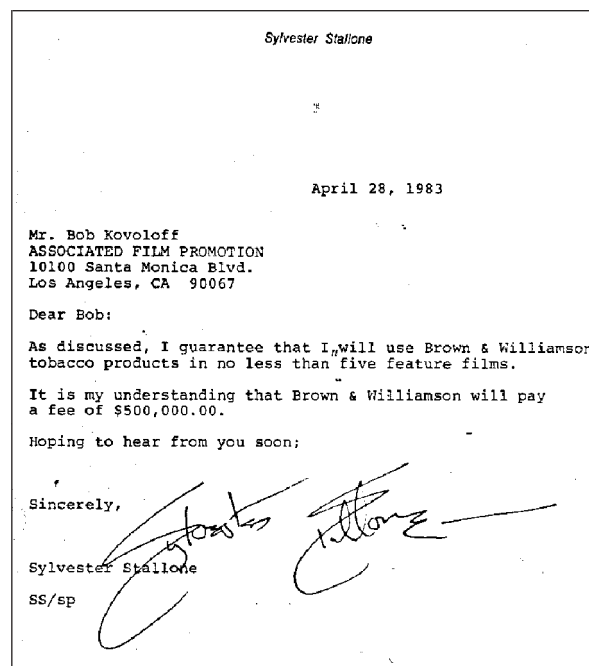 Sylvester Stallone
April 28, 1983
Mr. Bob Kovoloff
ASSOCIATED FILM PROMOTION
10100 Santa Monica Blvd.
Los Angeles, CA 90067
Dear Bob:
As discussed, I guarantee that I will use Brown & Williamson
tobacco products in no less than five feature films.
It is my understanding that Brown & Williamson will pay
a fee of $500,000.00.
Hoping to hear from you soon;
Sincerely,
Sylvester Stallone
Sylvester Stallone
SS/sp